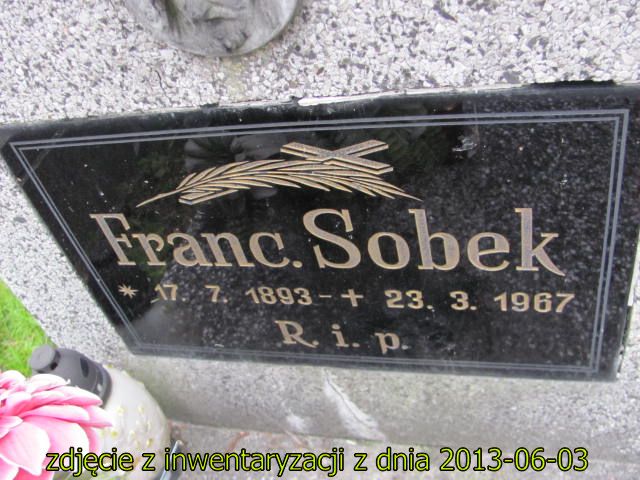 Franc. Sobek
* 17. 7. 1893 - + 23. 3. 1967
R. i. p.
zdjęcie z inwentaryzacji z dnia 2013-06-03